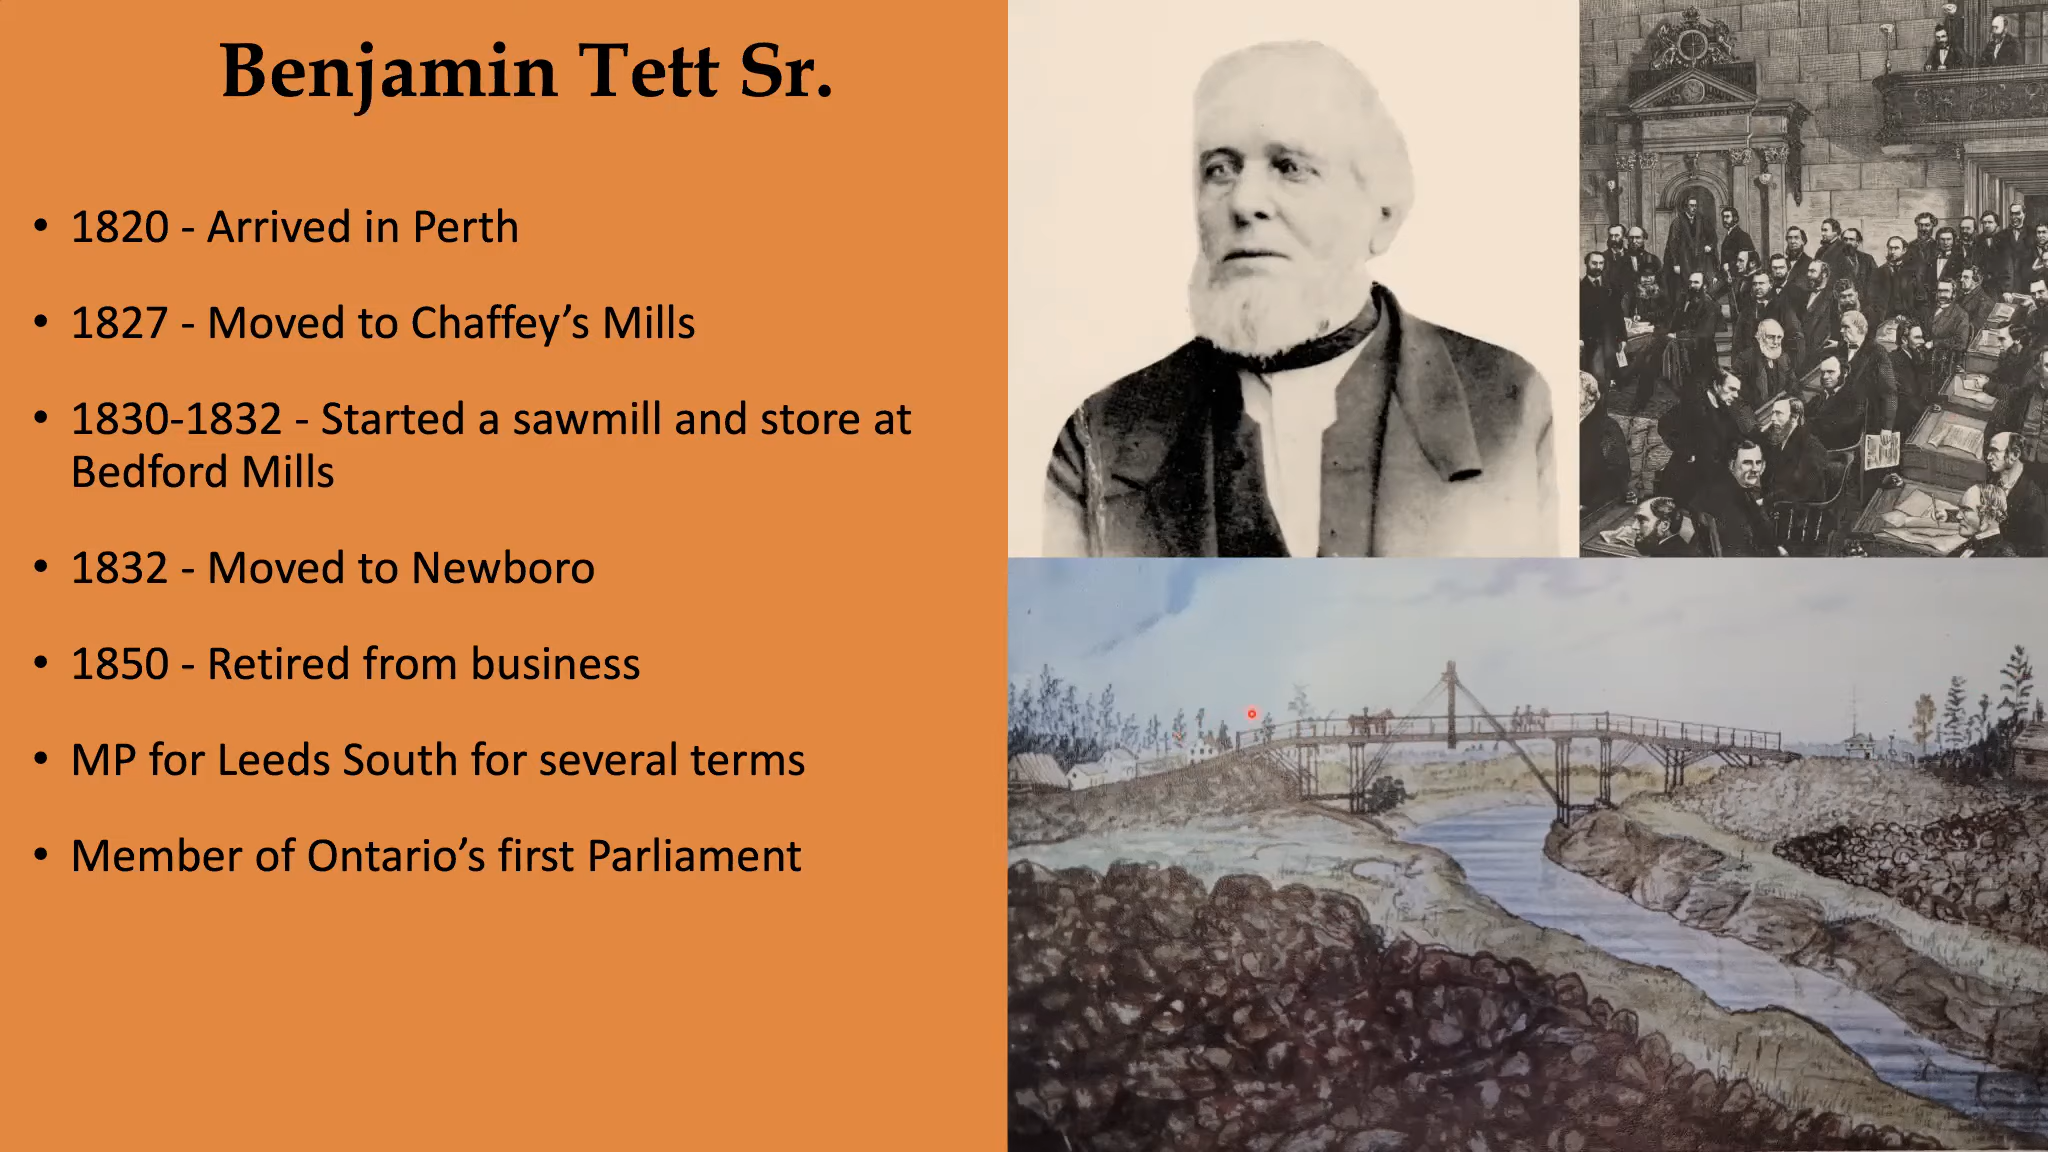 Benjamin Tett Sr.
• 1820 - Arrived in Perth
• 1827 - Moved to Chaffey’s Mills
• 1830-1832 - Started a sawmill and store at
Bedford Mills
• 1832 - Moved to Newboro
• 1850 - Retired from business
• MP for Leeds South for several terms
• Member of Ontario’s first Parliament